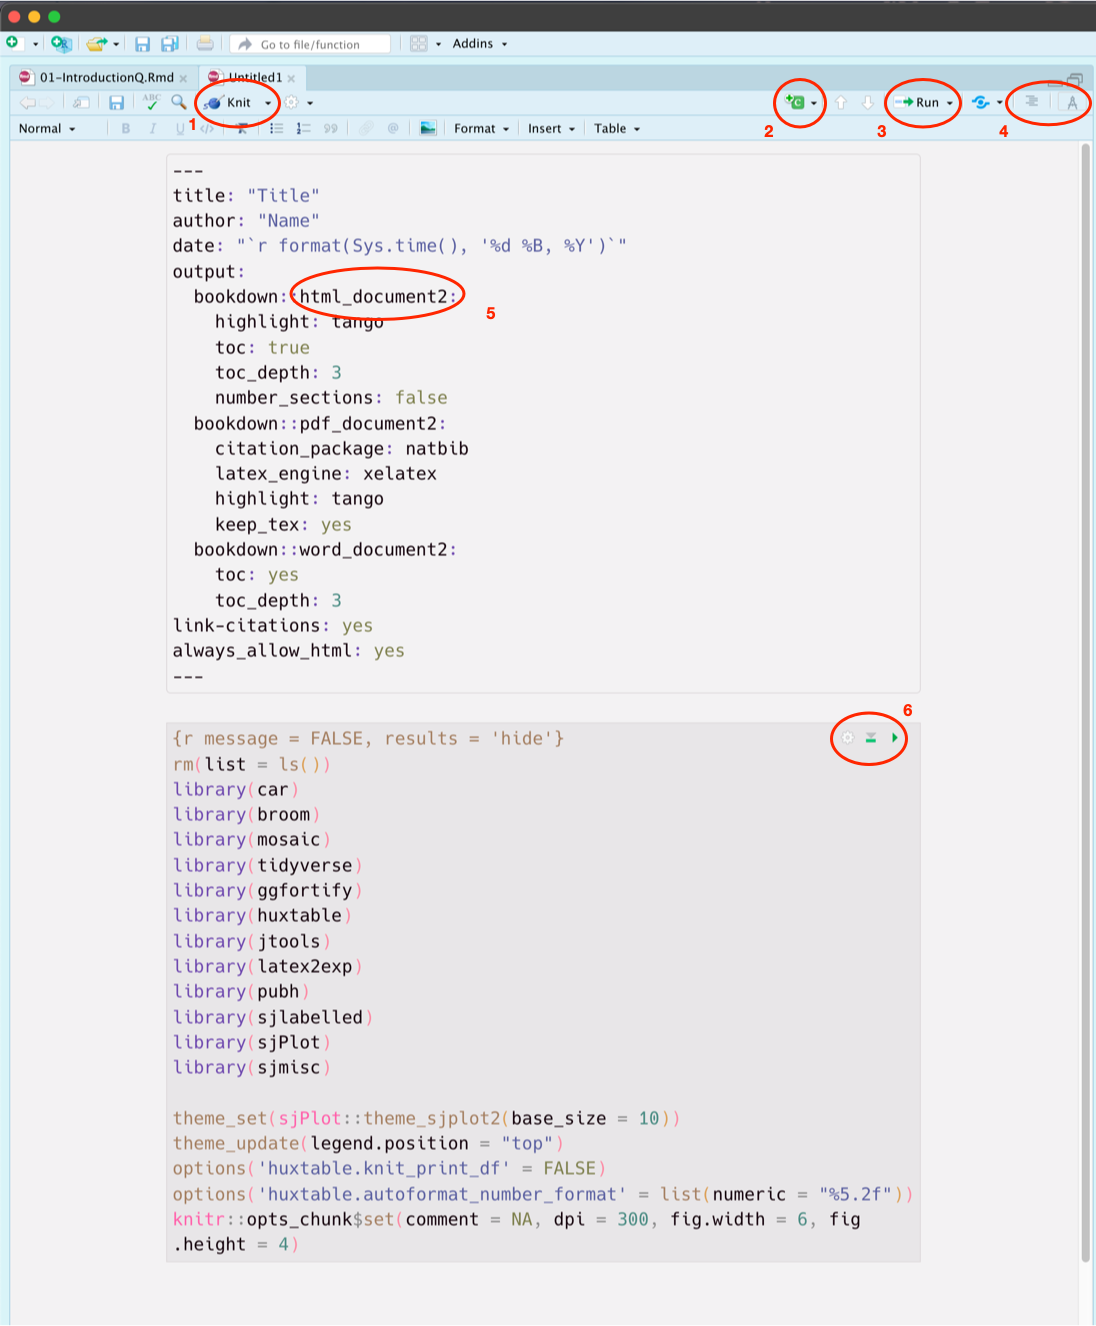 Go to file/function
Addins
01-IntroductionQ.Rmd
Untitled1
ABC
Knit
C
Run
A
1
2
3
4
Normal
B
I
U
</>
99
@
Format
Insert
Table
---
title: "Title"
author: "Name"
date: "`r format(Sys.time(), '%d %B, %Y')`"
output:
bookdown::html_document2:
5
highlight: tango
toc: true
toc_depth: 3
number_sections: false
bookdown::pdf_document2:
citation_package: natbib
latex_engine: xelatex
highlight: tango
keep_tex: yes
bookdown::word_document2:
toc: yes
toc_depth: 3
link-citations: yes
always_allow_html: yes
---
6
{r message = FALSE, results = 'hide'}
rm(list = ls())
library(car)
library(broom)
library(mosaic)
library(tidyverse)
library(ggfortify)
library(huxtable)
library(jtools)
library(latex2exp)
library(pubh)
library(sjlabelled)
library(sjPlot)
library(sjmisc)
theme_set(sjPlot::theme_sjplot2(base_size = 10))
theme_update(legend.position = "top")
options('huxtable.knit_print_df' = FALSE)
options('huxtable.autoformat_number_format' = list(numeric = "%5.2f"))
knitr::opts_chunk$set(comment = NA, dpi = 300, fig.width = 6, fig
.height = 4)